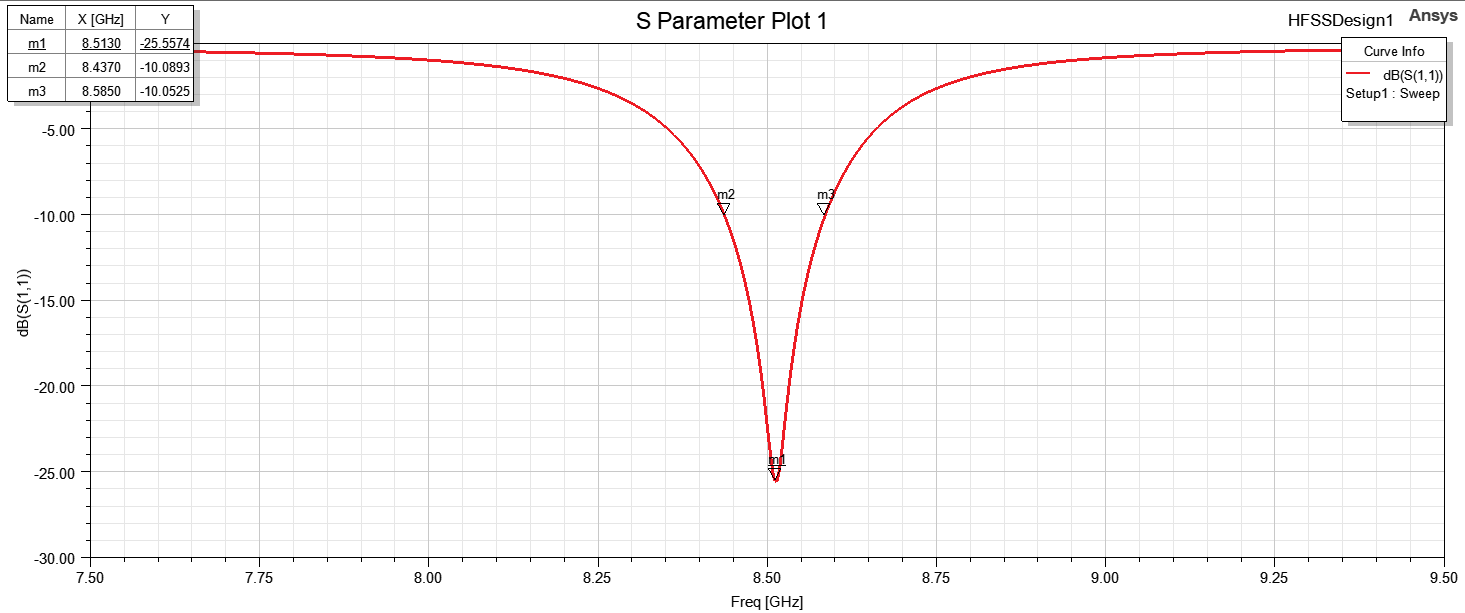 S Parameter Plot 1
HFSSDesign1
Ansys
Name X [GHz] Y
m1 8.5130 -25.5574
m2 8.4370 -10.0893
m3 8.5850 -10.0525
Curve Info
dB(S(1,1))
Setup1 : Sweep
dB(S(1,1))
-5.00
-10.00
-15.00
-20.00
-25.00
-30.00
m2
m3
m1
7.50 7.75 8.00 8.25 8.50 8.75 9.00 9.25 9.50
Freq [GHz]